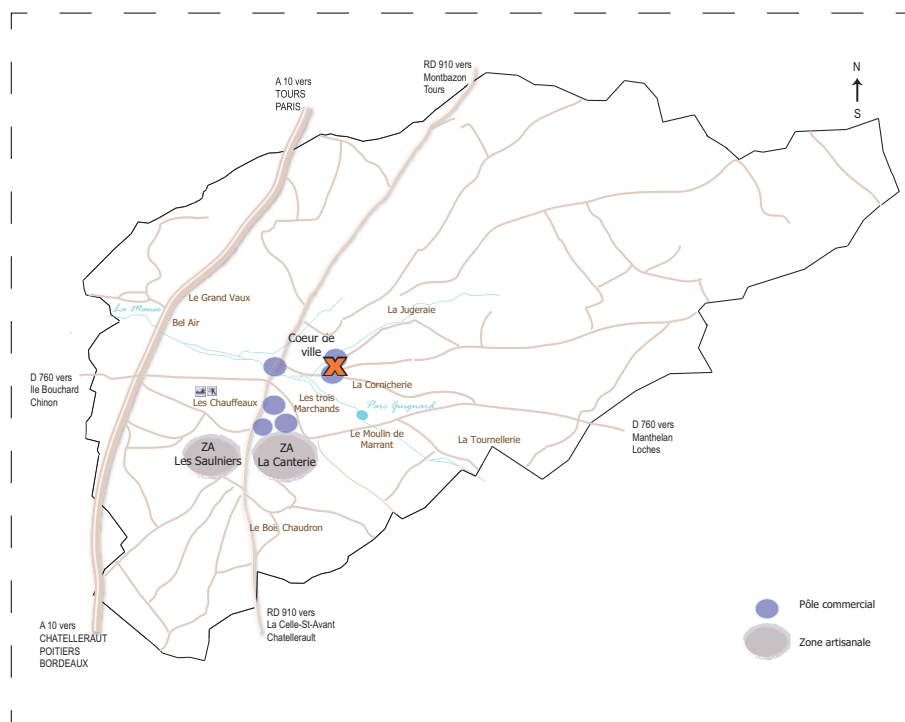 RD 910 vers
Montbazon
Tours
A 10 vers
TOURS
PARIS
N
S
Le Grand Vaux
La Manse
Bel Air
La Jugeraie
Coeur de
ville
X
D 760 vers
Ile Bouchard
Chinon
La Cornicherie
Les Chauffeaux
Les trois
Marchands
Parc Guignard
Le Moulin de
Marrant
La Tournellerie
D 760 vers
Manthelan
Loches
ZA
Les Saulniers
ZA
La Canterie
Le Bois Chaudron
A 10 vers
CHATELLERAUT
POITIERS
BORDEAUX
RD 910 vers
La Celle-St-Avant
Chatellerault
Pôle commercial
Zone artisanale